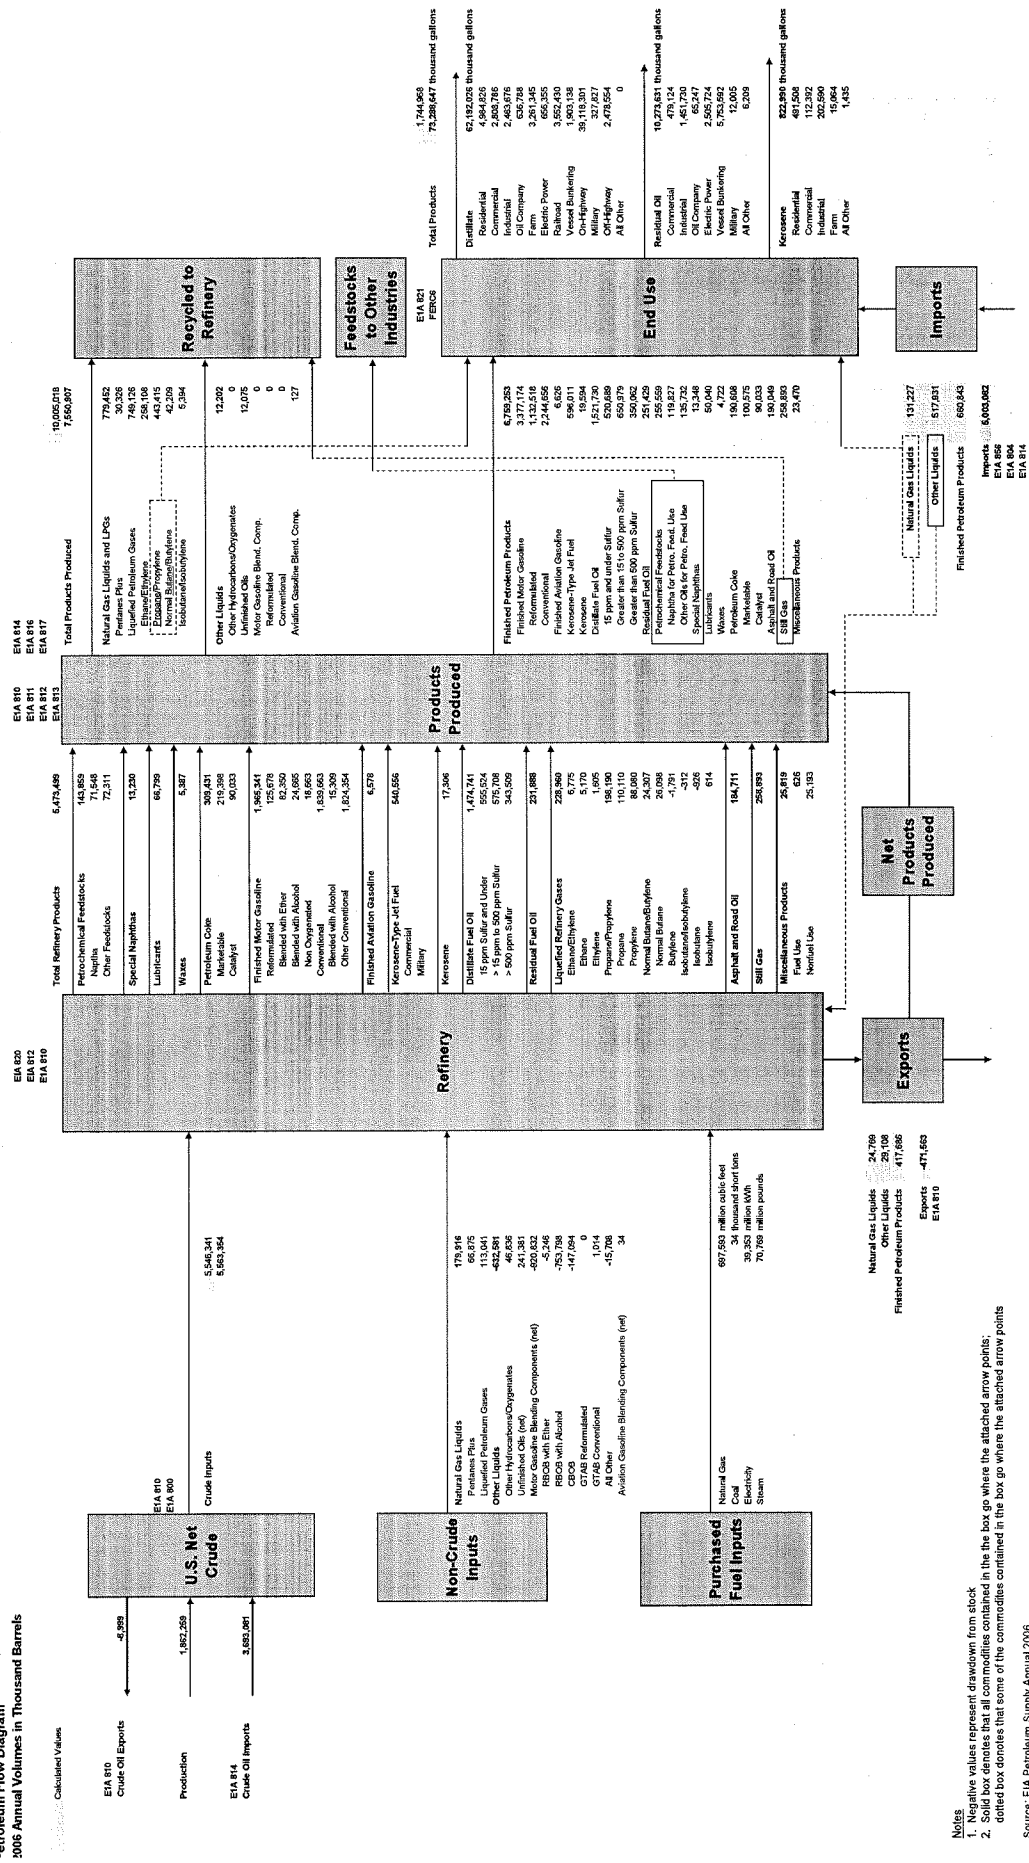 Petroleum Flow Diagram
2006 Annual Volumes in Thousand Barrels
Calculated Values
EIA 810
Crude Oil Exports -8,999
Production 1,862,259
EIA 814
Crude Oil Imports 3,693,081
U.S. Net
Crude
EIA 810
EIA 800
Crude Inputs 5,546,341
5,563,354
Non-Crude
Inputs
Natural Gas Liquids 179,916
Pentanes Plus 66,875
Liquefied Petroleum Gases 113,041
Other Liquids -632,581
Other Hydrocarbons/Oxygenates 46,836
Unfinished Oils (net) 241,381
Motor Gasoline Blending Components (net) -920,832
RBOB with Ether -5,246
RBOB with Alcohol -753,798
CBOB -147,094
GTAB Reformulated 0
GTAB Conventional 1,014
All Other -15,708
Aviation Gasoline Blending Components (net) 34
Purchased
Fuel Inputs
Natural Gas 697,593 million cubic feet
Coal 34 thousand short tons
Electricity 39,353 million kWh
Steam 70,769 million pounds
EIA 820
EIA 812
EIA 810
Refinery
Total Refinery Products 5,473,499
Petrochemical Feedstocks 143,859
Naptha 71,548
Other Feedstocks 72,311
Special Naphthas 13,230
Lubricants 66,799
Waxes 5,387
Petroleum Coke 309,431
Marketable 219,398
Catalyst 90,033
Finished Motor Gasoline 1,965,341
Reformulated 125,678
Blended with Ether 82,350
Blended with Alcohol 24,665
Non Oxygenated 18,663
Conventional 1,839,663
Blended with Alcohol 15,309
Other Conventional 1,824,354
Finished Aviation Gasoline 6,578
Kerosene-Type Jet Fuel 540,556
Commercial
Military
Kerosene 17,306
Distillate Fuel Oil 1,474,741
15 ppm Sulfur and Under 555,524
> 15 ppm to 500 ppm Sulfur 575,708
> 500 ppm Sulfur 343,509
Residual Fuel Oil 231,888
Liquefied Refinery Gases 228,960
Ethane/Ethylene 6,775
Ethane 5,170
Ethylene 1,605
Propane/Propylene 198,190
Propane 110,110
Propylene 88,080
Normal Butane/Butylene 24,307
Normal Butane 26,098
Butylene -1,791
Isobutane/Isobutylene -312
Isobutane -926
Isobutylene 614
Asphalt and Road Oil 184,711
Still Gas 258,893
Miscellaneous Products 25,819
Fuel Use 626
Nonfuel Use 25,193
Natural Gas Liquids 24,769
Other Liquids 29,108
Finished Petroleum Products 417,686
Exports -471,563
EIA 810
Exports
Net
Products
Produced
EIA 810
EIA 811
EIA 812
EIA 813
EIA 814
EIA 816
EIA 817
Products
Produced
Total Products Produced 10,005,018
7,550,907
Natural Gas Liquids and LPGs 779,452
Pentanes Plus 30,326
Liquefied Petroleum Gases 749,126
Ethane/Ethylene 258,108
Propane/Propylene 443,415
Normal Butane/Butylene 42,209
Isobutane/Isobutylene 5,394
Other Liquids 12,202
Other Hydrocarbons/Oxygenates 0
Unfinished Oils 12,075
Motor Gasoline Blend. Comp. 0
Reformulated 0
Conventional 0
Aviation Gasoline Blend. Comp. 127
Finished Petroleum Products 6,759,253
Finished Motor Gasoline 3,377,174
Reformulated 1,132,518
Conventional 2,244,656
Finished Aviation Gasoline 6,626
Kerosene-Type Jet Fuel 596,011
Kerosene 19,594
Distillate Fuel Oil 1,521,730
15 ppm and under Sulfur 520,689
Greater than 15 to 500 ppm Sulfur 650,979
Greater than 500 ppm Sulfur 350,062
Residual Fuel Oil 251,429
Petrochemical Feedstocks 255,559
Naphtha for Petro. Feed. Use 119,827
Other Oils for Petro. Feed Use 135,732
Special Naphthas 13,348
Lubricants 50,040
Waxes 4,722
Petroleum Coke 190,608
Marketable 100,575
Catalyst 90,033
Asphalt and Road Oil 190,049
Still Gas 258,893
Miscellaneous Products 23,470
Natural Gas Liquids 131,227
Other Liquids 517,931
Finished Petroleum Products 660,843
Imports 5,003,082
EIA 856
EIA 804
EIA 814
Recycled to
Refinery
Feedstocks
to Other
Industries
EIA 821
FERC6
End Use
Imports
Total Products 1,744,968
73,288,647 thousand gallons
Distillate 62,192,026 thousand gallons
Residential 4,984,826
Commercial 2,808,786
Industrial 2,463,676
Oil Company 636,788
Farm 3,261,345
Electric Power 656,355
Railroad 3,552,430
Vessel Bunkering 1,903,138
On-Highway 39,118,301
Military 327,827
Off-Highway 2,478,554
All Other 0
Residual Oil 10,273,631 thousand gallons
Commercial 479,124
Industrial 1,451,730
Oil Company 65,247
Electric Power 2,505,724
Vessel Bunkering 5,753,592
Military 12,005
All Other 6,209
Kerosene 822,990 thousand gallons
Residential 491,508
Commercial 112,392
Industrial 202,590
Farm 15,064
All Other 1,435
Notes
1. Negative values represent drawdown from stock
2. Solid box denotes that all commodities contained in the the box go where the attached arrow points;
dotted box donotes that some of the commodites contained in the box go where the attached arrow points
Source: EIA Petroleum Supply Annual 2006